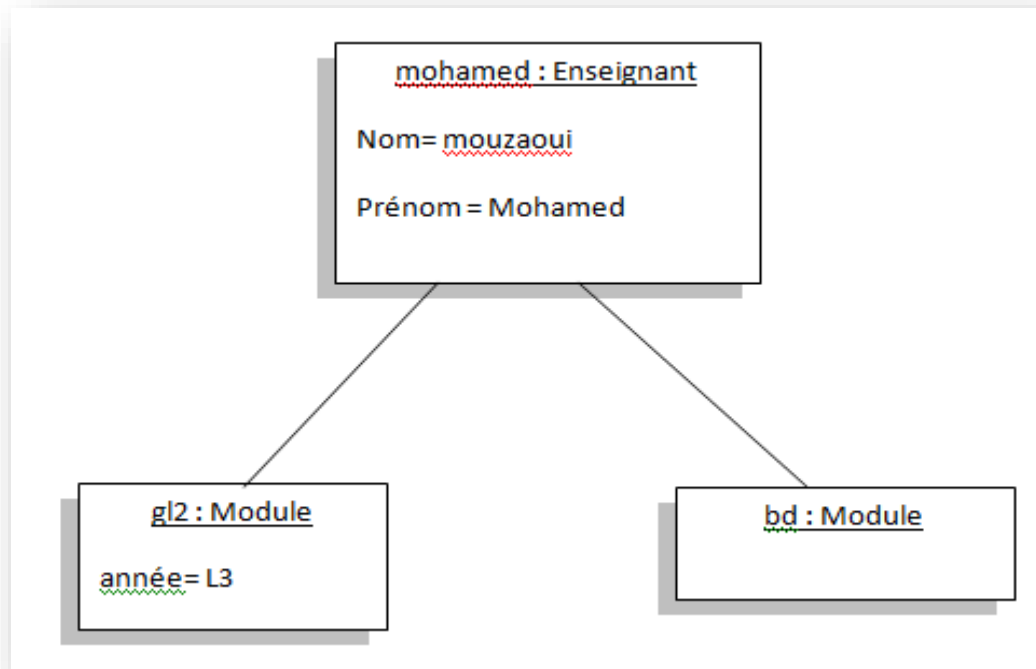 mohamed : Enseignant
Nom= mouzaoui
Prénom = Mohamed
gl2 : Module
année= L3
bd : Module